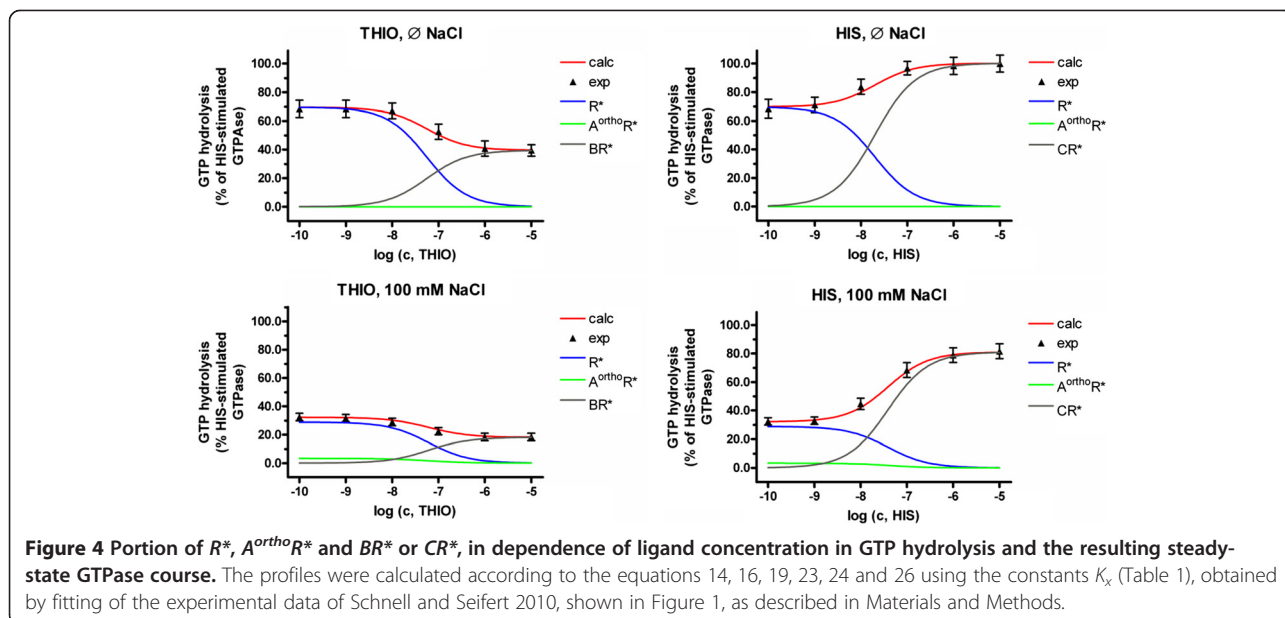 THIO, Ø NaCl
GTP hydrolysis
(% of HIS-stimulated
GTPAse)
100.0
80.0
60.0
40.0
20.0
0.0
-10 -9 -8 -7 -6 -5
log (c, THIO)
calc
exp
R*
A^ortho R*
BR*
HIS, Ø NaCl
GTP hydrolysis
(% of HIS-stimulated
GTPase)
100.0
80.0
60.0
40.0
20.0
0.0
-10 -9 -8 -7 -6 -5
log (c, HIS)
calc
exp
R*
A^ortho R*
CR*
THIO, 100 mM NaCl
GTP hydrolysis
(% HIS-stimulated
GTPase)
100.0
80.0
60.0
40.0
20.0
0.0
-10 -9 -8 -7 -6 -5
log (c, THIO)
calc
exp
R*
A^ortho R*
BR*
HIS, 100 mM NaCl
GTP hydrolysis
(% of HIS-stimulated
GTPase)
100.0
80.0
60.0
40.0
20.0
0.0
-10 -9 -8 -7 -6 -5
log (c, HIS)
calc
exp
R*
A^ortho R*
CR*
Figure 4 Portion of R*, A^ortho R* and BR* or CR*, in dependence of ligand concentration in GTP hydrolysis and the resulting steady-
state GTPase course. The profiles were calculated according to the equations 14, 16, 19, 23, 24 and 26 using the constants Kₓ (Table 1), obtained
by fitting of the experimental data of Schnell and Seifert 2010, shown in Figure 1, as described in Materials and Methods.